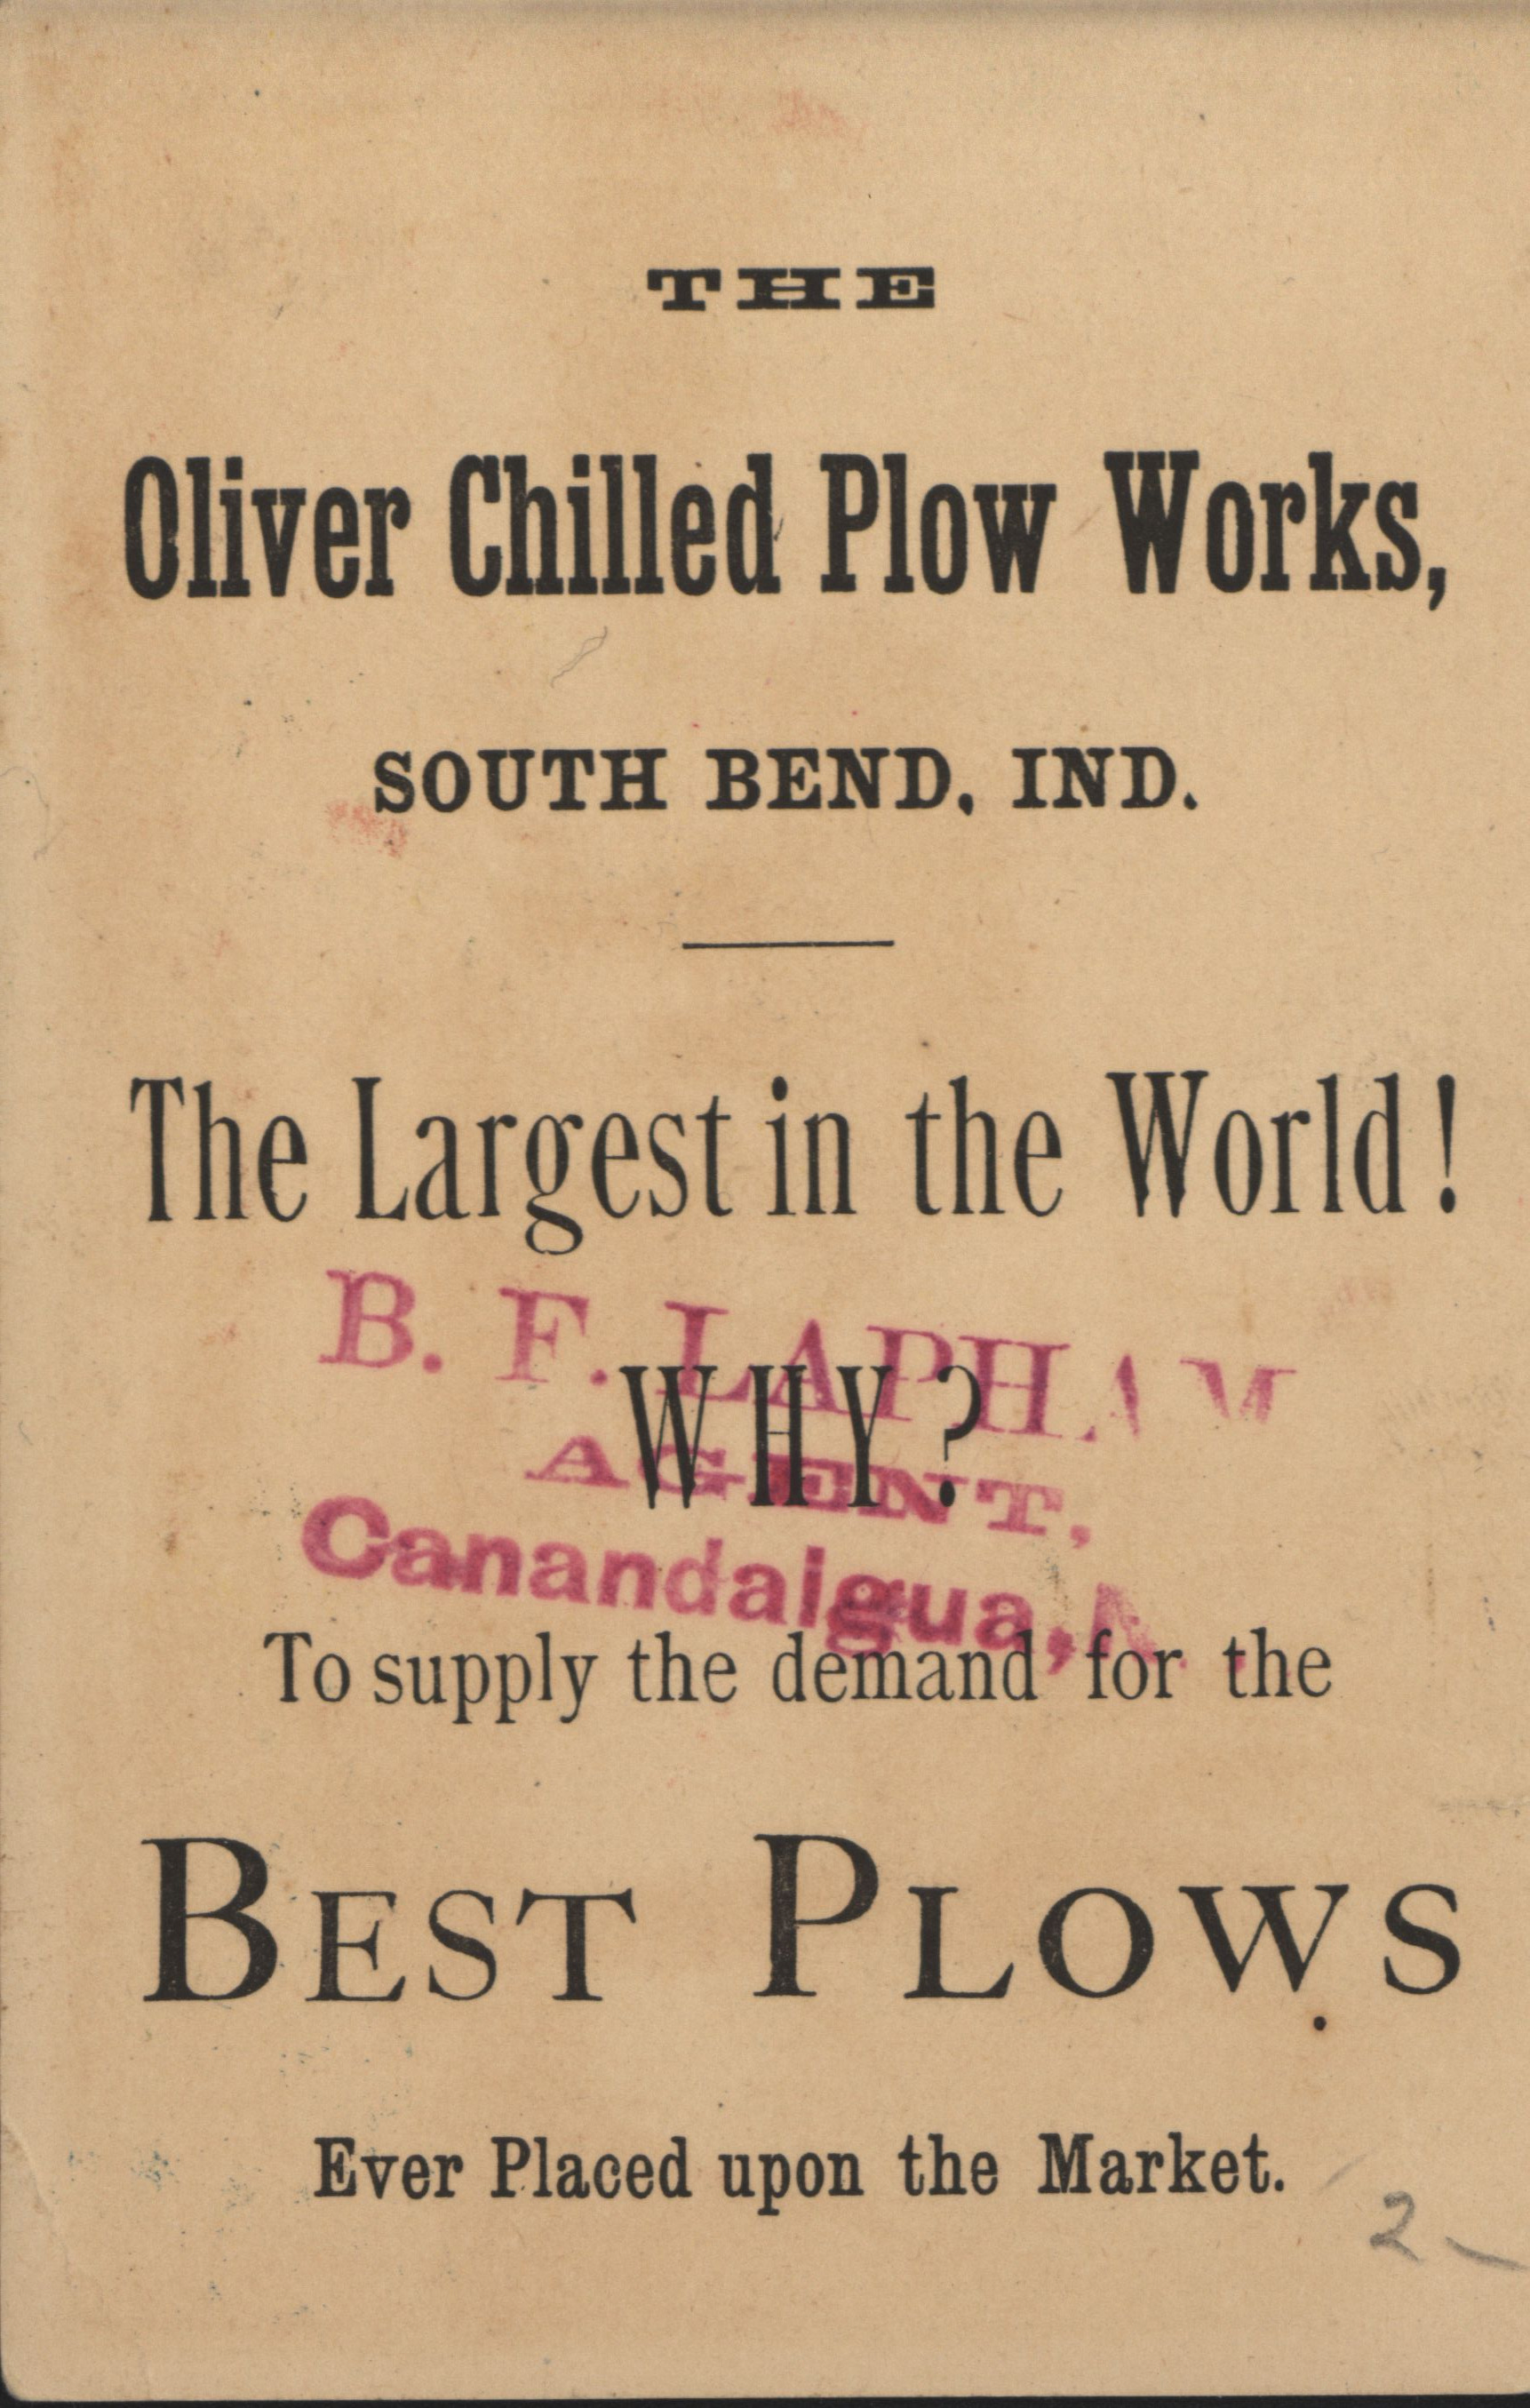 THE
Oliver Chilled Plow Works,
SOUTH BEND, IND.
The Largest in the World!
B. F. LAPHAM
WHY?
AGENT,
Canandaigua,
To supply the demand for the
BEST PLOWS
Ever Placed upon the Market.
2